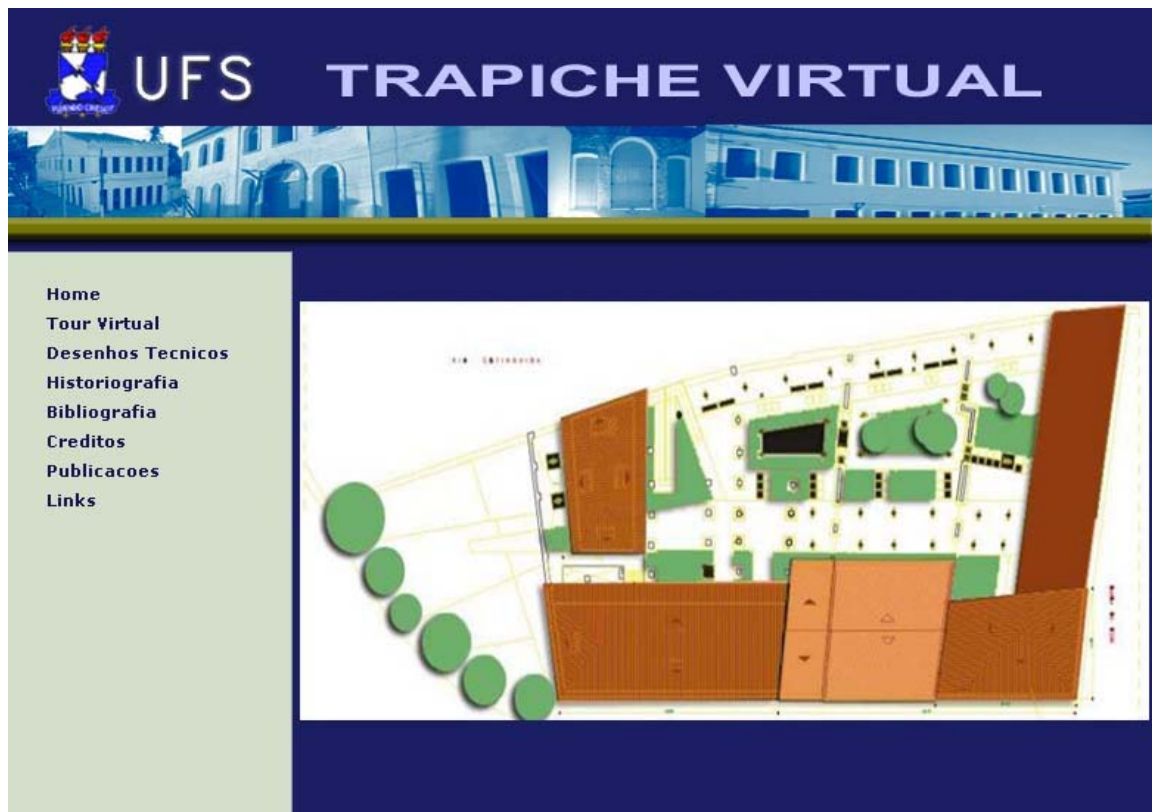 UFS
TRAPICHE VIRTUAL
Home
Tour Virtual
Desenhos Tecnicos
Historiografia
Bibliografia
Creditos
Publicacoes
Links